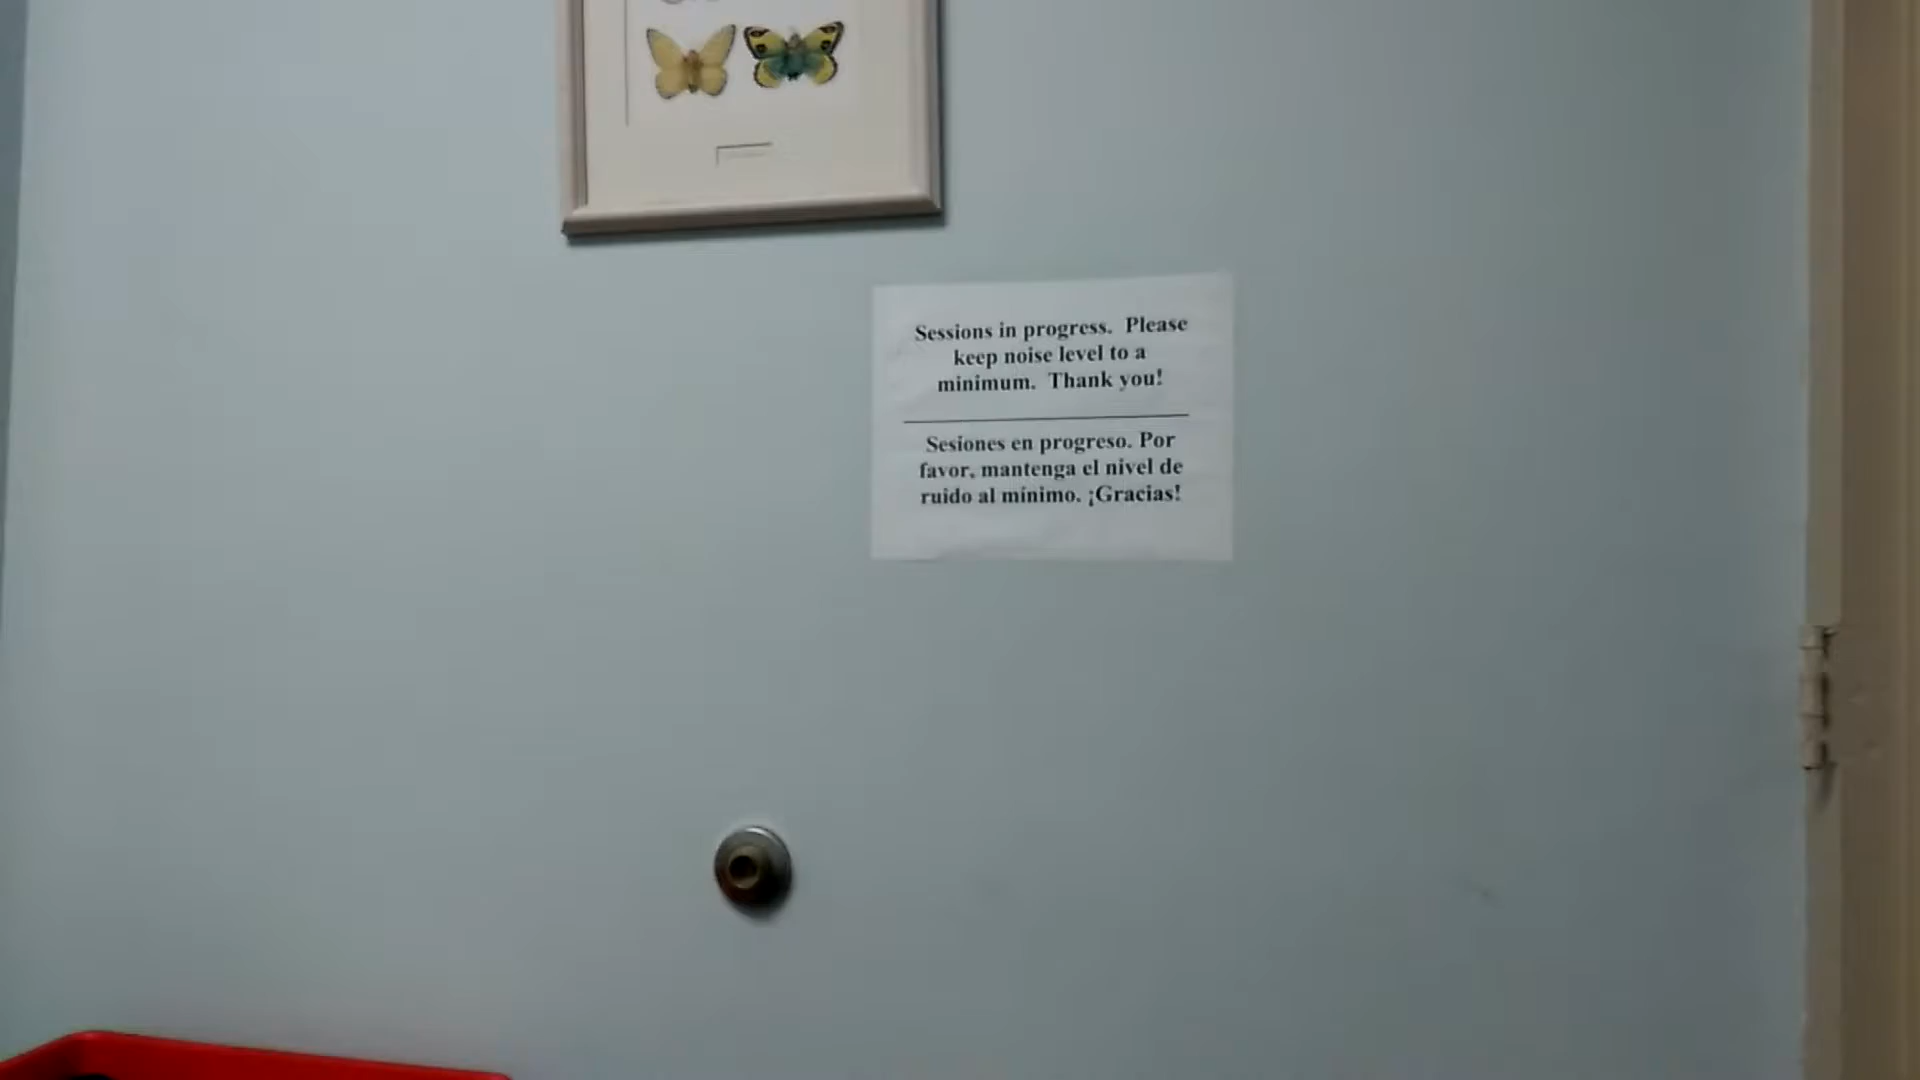 Sessions in progress. Please
keep noise level to a
minimum. Thank you!
Sesiones en progreso. Por
favor, mantenga el nivel de
ruido al mínimo. ¡Gracias!